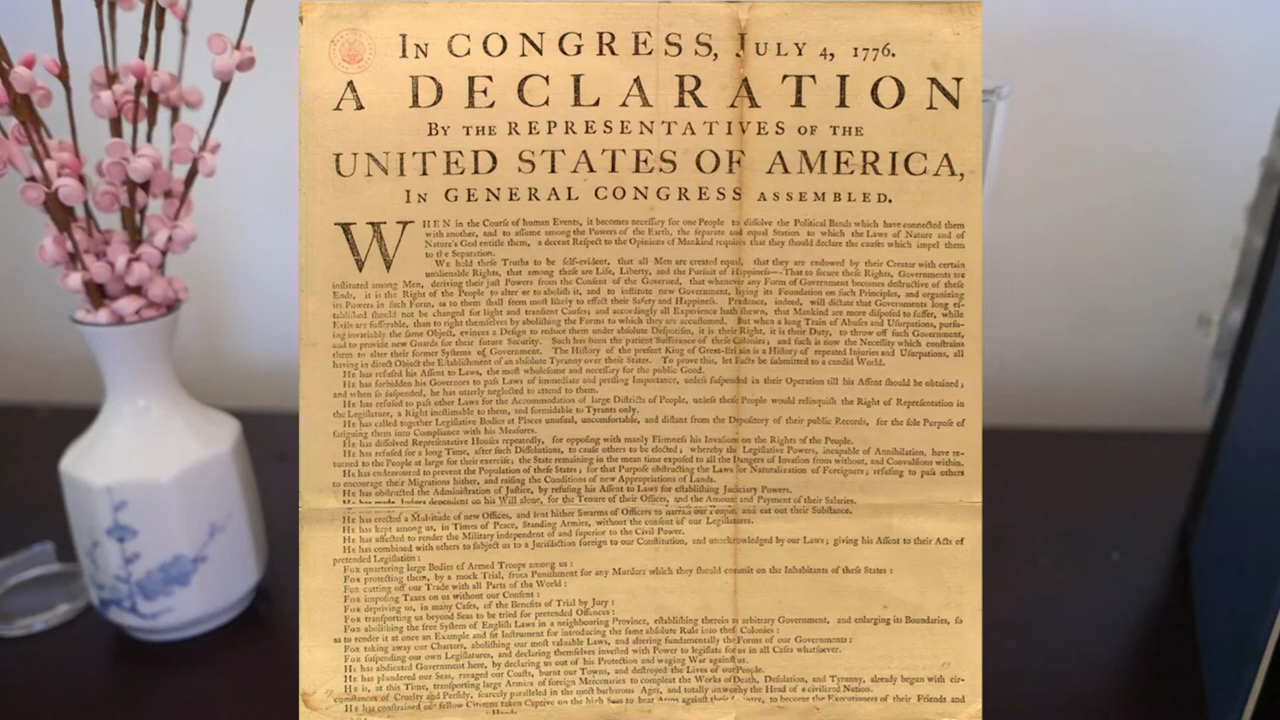 IN CONGRESS, JULY 4, 1776.
A DECLARATION
BY THE REPRESENTATIVES OF THE
UNITED STATES OF AMERICA,
IN GENERAL CONGRESS ASSEMBLED.
WHEN in the Courſe of human Events, it becomes neceſſary for one People to diſſolve the Political Bands which have connected them
with another, and to aſſume among the Powers of the Earth, the ſeparate and equal Station to which the Laws of Nature and of
Nature's God entitle them, a decent Reſpect to the Opinions of Mankind requires that they ſhould declare the cauſes which impel them
to the Separation.
WE hold theſe Truths to be ſelf-evident, that all Men are created equal, that they are endowed by their Creator with certain
unalienable Rights, that among theſe are Life, Liberty, and the Purſuit of Happineſs—-That to ſecure theſe Rights, Governments are
inſtituted among Men, deriving their juſt Powers from the Conſent of the Governed, that whenever any Form of Government becomes deſtructive of theſe
Ends, it is the Right of the People to alter or to aboliſh it, and to inſtitute new Government, laying its Foundation on ſuch Principles, and organizing
its Powers in ſuch Form, as to them ſhall ſeem moſt likely to effect their Safety and Happineſs. Prudence, indeed, will dictate that Governments long eſ-
tabliſhed ſhould not be changed for light and tranſient Cauſes; and accordingly all Experience hath ſhewn, that Mankind are more diſpoſed to ſuffer, while
Evils are ſufferable, than to right themſelves by aboliſhing the Forms to which they are accuſtomed. But when a long Train of Abuſes and Uſurpations, purſu-
ing invariably the ſame Object, evinces a Deſign to reduce them under abſolute Deſpotiſm, it is their Right, it is their Duty, to throw off ſuch Government,
and to provide new Guards for their future Security. Such has been the patient Sufferance of theſe Colonies; and ſuch is now the Neceſſity which conſtrains
them to alter their former Syſtems of Government. The Hiſtory of the preſent King of Great-Britain is a Hiſtory of repeated Injuries and Uſurpations, all
having in direct Object the Eſtabliſhment of an abſolute Tyranny over theſe States. To prove this, let Facts be ſubmitted to a candid World.
HE has refuſed his Aſſent to Laws, the moſt wholeſome and neceſſary for the public Good.
HE has forbidden his Governors to paſs Laws of immediate and preſſing Importance, unleſs ſuſpended in their Operation till his Aſſent ſhould be obtained;
and when ſo ſuſpended, he has utterly neglected to attend to them.
HE has refuſed to paſs other Laws for the Accommodation of large Diſtricts of People, unleſs thoſe People would relinquiſh the Right of Repreſentation in
the Legiſlature, a Right ineſtimable to them, and formidable to Tyrants only.
HE has called together Legiſlative Bodies at Places unuſual, uncomfortable, and diſtant from the Depoſitory of their public Records, for the ſole Purpoſe of
fatiguing them into Compliance with his Meaſures.
HE has diſſolved Repreſentative Houſes repeatedly, for oppoſing with manly Firmneſs his Invaſions on the Rights of the People.
HE has refuſed for a long Time, after ſuch Diſſolutions, to cauſe others to be elected; whereby the Legiſlative Powers, incapable of Annihilation, have re-
turned to the People at large for their exerciſe; the State remaining in the mean time expoſed to all the Dangers of Invaſion from without, and Convulſions within.
HE has endeavoured to prevent the Population of theſe States; for that Purpoſe obſtructing the Laws for Naturalization of Foreigners; refuſing to paſs others
to encourage their Migrations hither, and raiſing the Conditions of new Appropriations of Lands.
HE has obſtructed the Adminiſtration of Juſtice, by refuſing his Aſſent to Laws for eſtabliſhing Judiciary Powers.
HE has made Judges dependent on his Will alone, for the Tenure of their Offices, and the Amount and Payment of their Salaries.
HE has erected a Multitude of new Offices, and ſent hither Swarms of Officers to harraſs our People, and eat out their Subſtance.
HE has kept among us, in Times of Peace, Standing Armies, without the conſent of our Legiſlatures.
HE has affected to render the Military independent of and ſuperior to the Civil Power.
HE has combined with others to ſubject us to a Juriſdiction foreign to our Conſtitution, and unacknowledged by our Laws; giving his Aſſent to their Acts of
pretended Legiſlation:
FOR quartering large Bodies of Armed Troops among us:
FOR protecting them, by a mock Trial, from Puniſhment for any Murders which they ſhould commit on the Inhabitants of theſe States:
FOR cutting off our Trade with all Parts of the World:
FOR impoſing Taxes on us without our Conſent:
FOR depriving us, in many Caſes, of the Benefits of Trial by Jury:
FOR tranſporting us beyond Seas to be tried for pretended Offences:
FOR aboliſhing the free Syſtem of Engliſh Laws in a neighbouring Province, eſtabliſhing therein an arbitrary Government, and enlarging its Boundaries, ſo
as to render it at once an Example and fit Inſtrument for introducing the ſame abſolute Rule into theſe Colonies:
FOR taking away our Charters, aboliſhing our moſt valuable Laws, and altering fundamentally the Forms of our Governments:
FOR ſuſpending our own Legiſlatures, and declaring themſelves inveſted with Power to legiſlate for us in all Caſes whatſoever.
HE has abdicated Government here, by declaring us out of his Protection and waging War againſt us.
HE has plundered our Seas, ravaged our Coaſts, burnt our Towns, and deſtroyed the Lives of our People.
HE is, at this Time, tranſporting large Armies of foreign Mercenaries to compleat the Works of Death, Deſolation, and Tyranny, already begun with cir-
cumſtances of Cruelty and Perfidy, ſcarcely paralleled in the moſt barbarous Ages, and totally unworthy the Head of a civilized Nation.
HE has conſtrained our fellow Citizens taken Captive on the high Seas to bear Arms againſt their Country, to become the Executioners of their Friends and